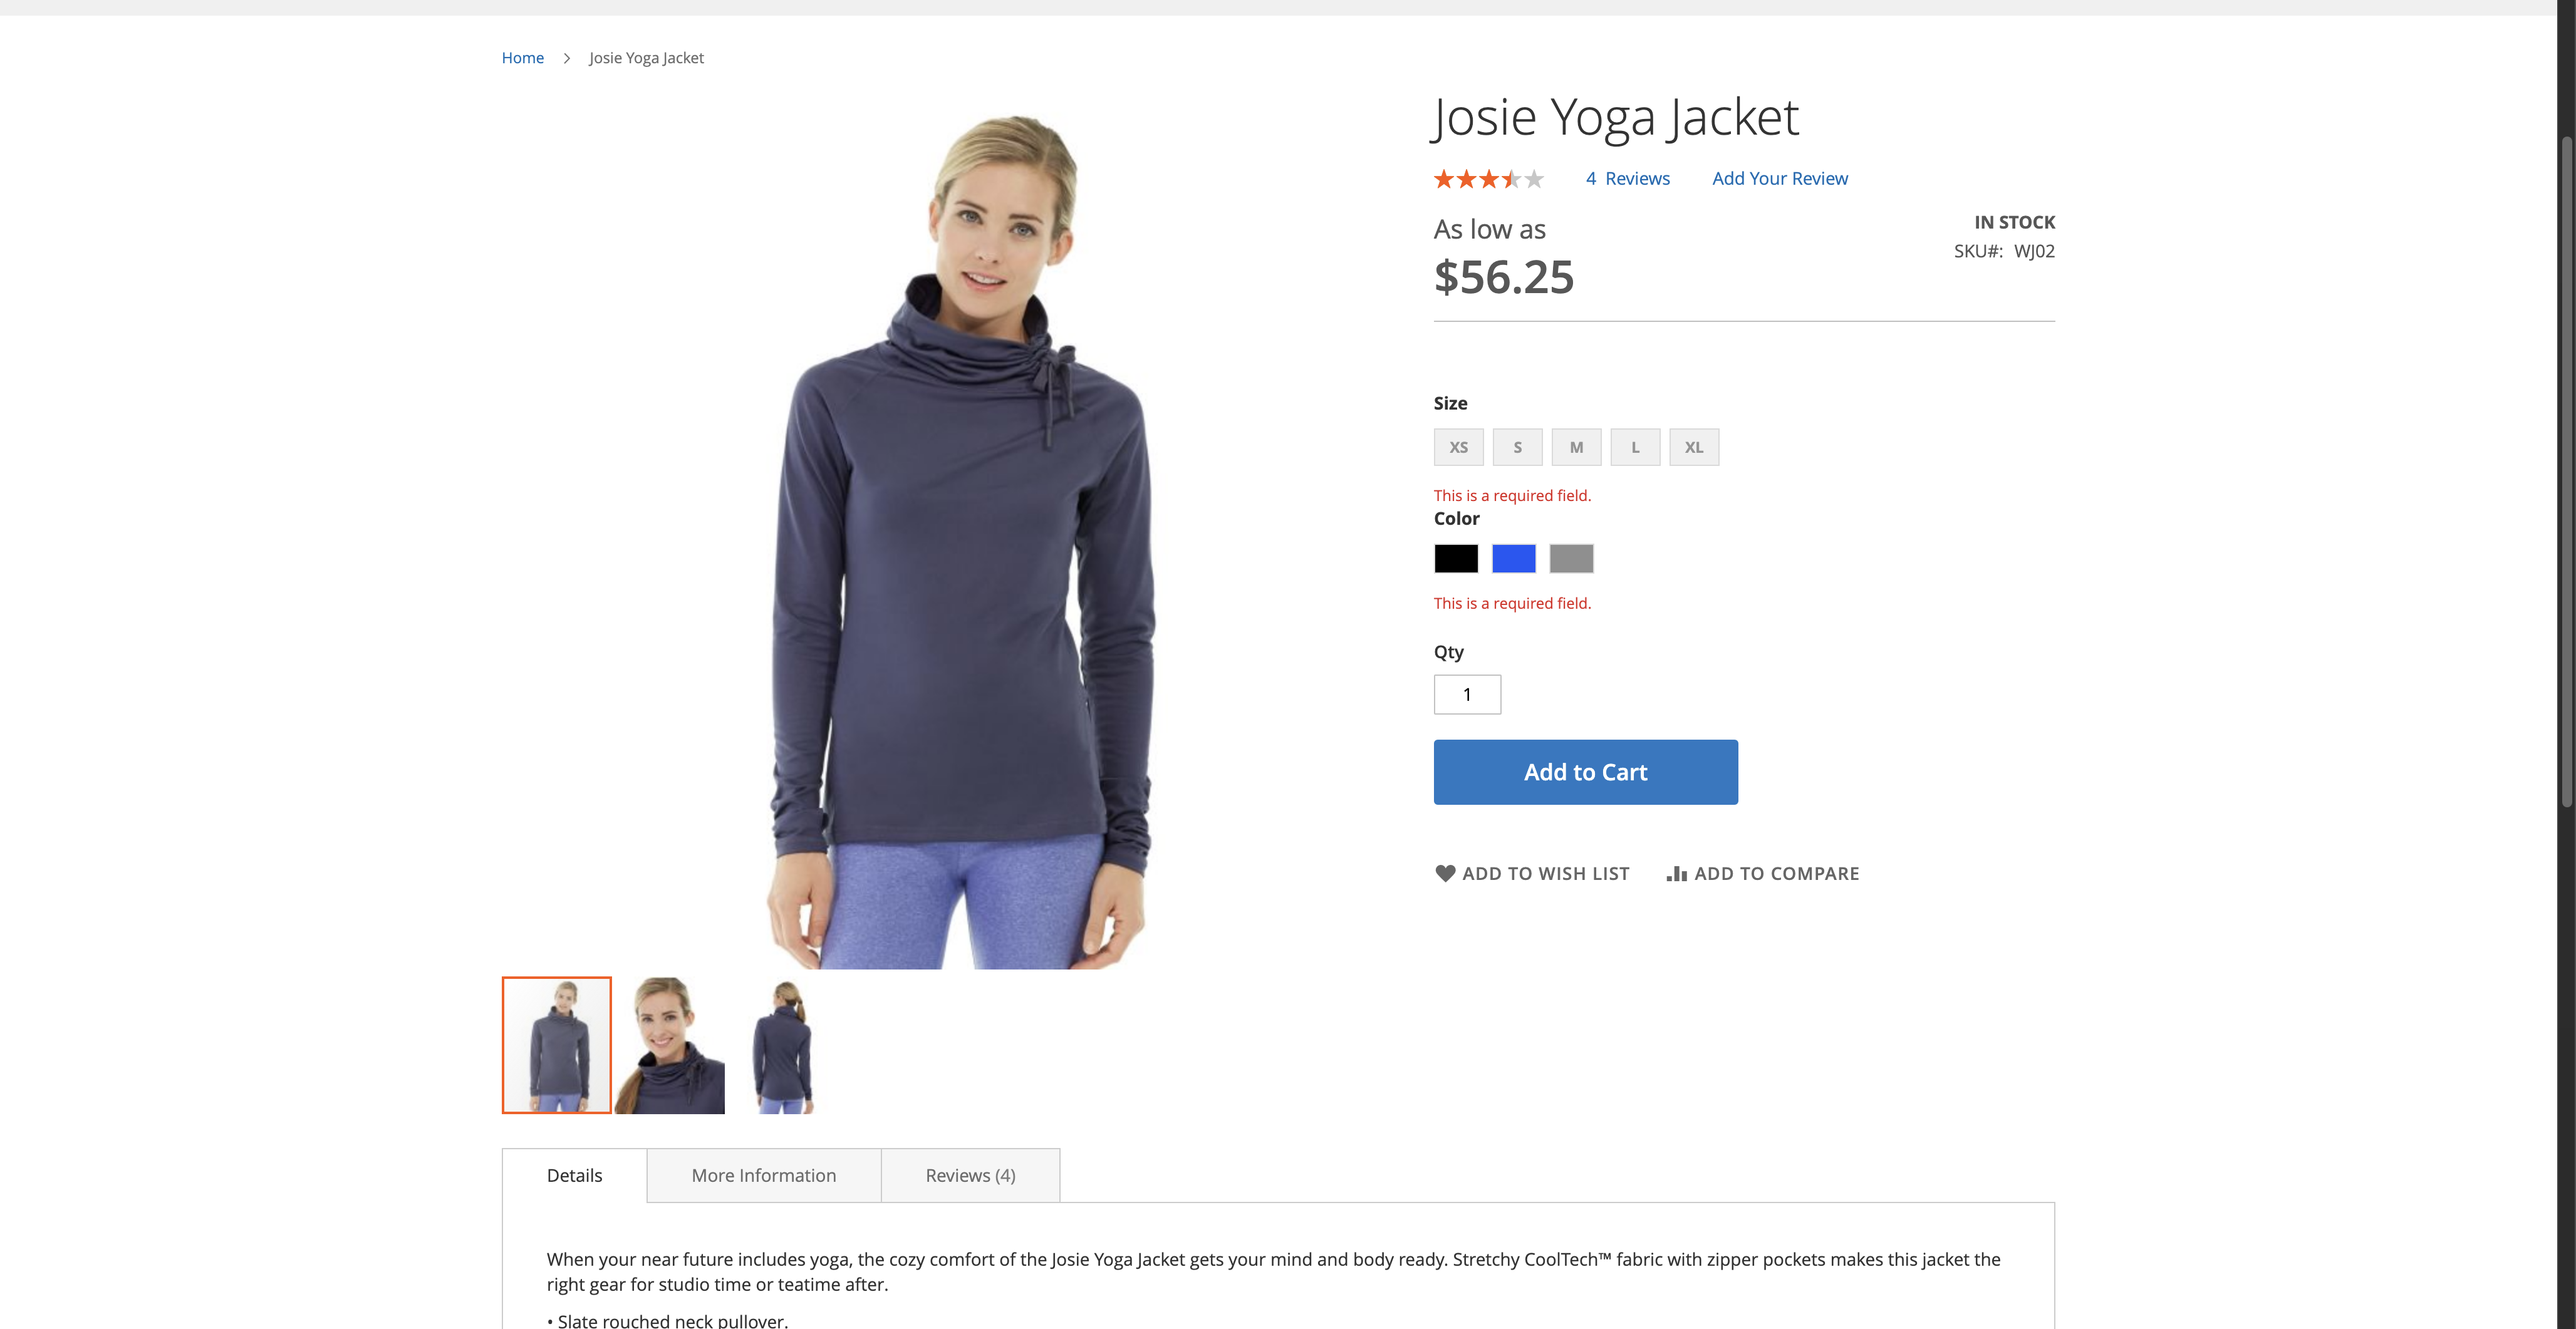 Home > Josie Yoga Jacket
Josie Yoga Jacket
4 Reviews Add Your Review
As low as
$56.25
IN STOCK
SKU#: WJ02
Size
XS S M L XL
This is a required field.
Color
This is a required field.
Qty
1
Add to Cart
ADD TO WISH LIST ADD TO COMPARE
Details More Information Reviews (4)
When your near future includes yoga, the cozy comfort of the Josie Yoga Jacket gets your mind and body ready. Stretchy CoolTech™ fabric with zipper pockets makes this jacket the
right gear for studio time or teatime after.
• Slate rouched neck pullover.